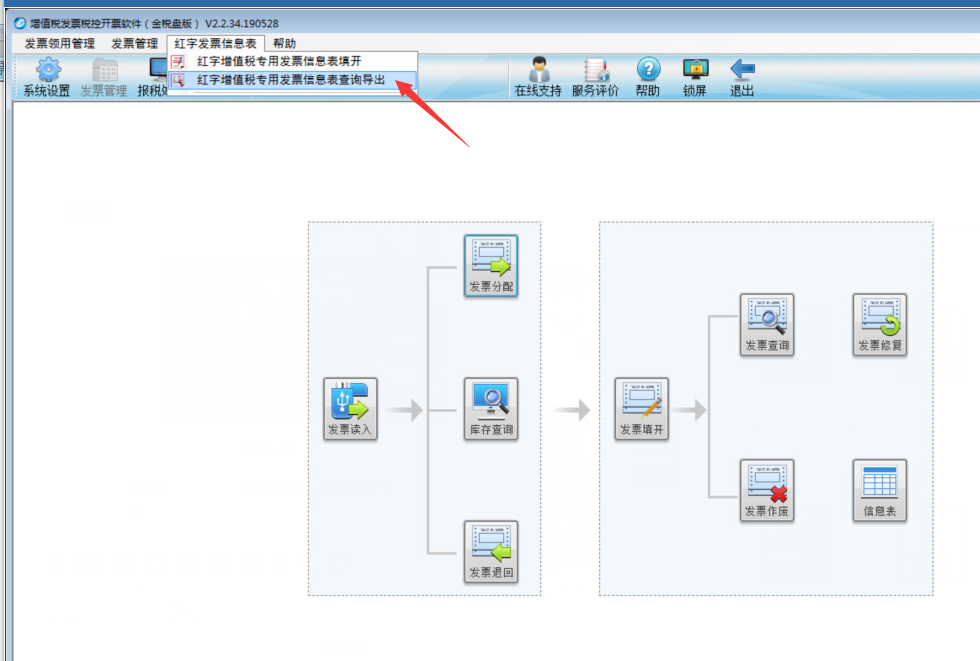 增值税发票税控开票软件（金税盘版） V2.2.34.190528
发票领用管理 发票管理 红字发票信息表 帮助
红字增值税专用发票信息表填开
红字增值税专用发票信息表查询导出
系统设置 发票管理 报税处 在线支持 服务评价 帮助 锁屏 退出
发票分配
发票查询 发票修复
发票读入 库存查询 发票填开
发票作废 信息表
发票退回